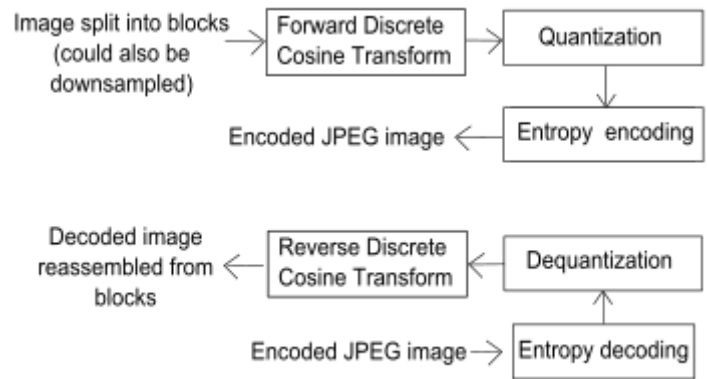 Image split into blocks
(could also be
downsampled)
Forward Discrete
Cosine Transform
Quantization
Entropy encoding
Encoded JPEG image
Decoded image
reassembled from
blocks
Reverse Discrete
Cosine Transform
Dequantization
Encoded JPEG image
Entropy decoding